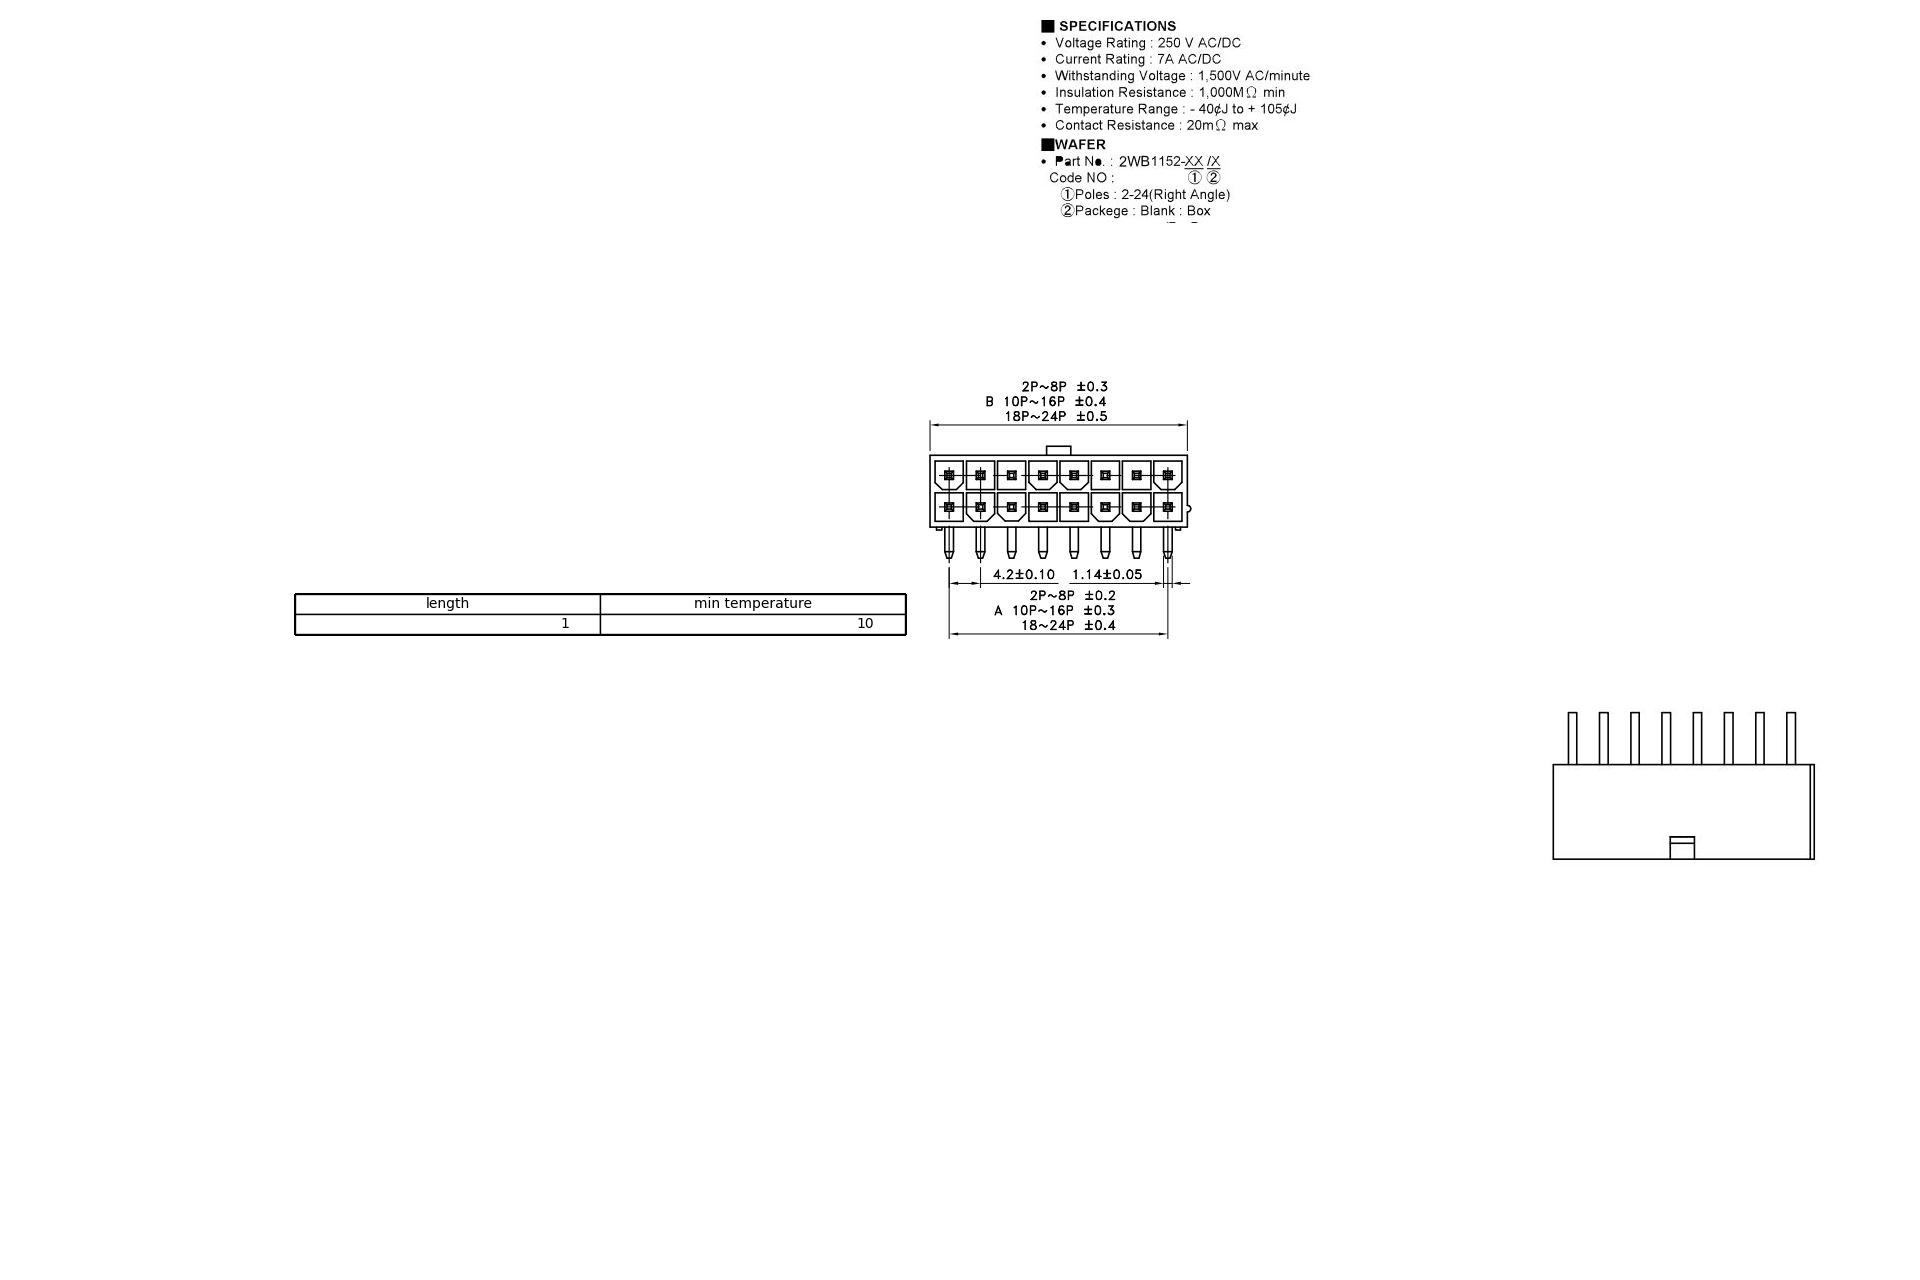 ■ SPECIFICATIONS
• Voltage Rating : 250 V AC/DC
• Current Rating : 7A AC/DC
• Withstanding Voltage : 1,500V AC/minute
• Insulation Resistance : 1,000MΩ min
• Temperature Range : - 40¢J to + 105¢J
• Contact Resistance : 20mΩ max
■WAFER
• Part No. : 2WB1152-XX /X
Code NO : ① ②
①Poles : 2-24(Right Angle)
②Packege : Blank : Box
2P~8P ±0.3
B 10P~16P ±0.4
18P~24P ±0.5
4.2±0.10 1.14±0.05
2P~8P ±0.2
A 10P~16P ±0.3
18~24P ±0.4
length min temperature
1 10